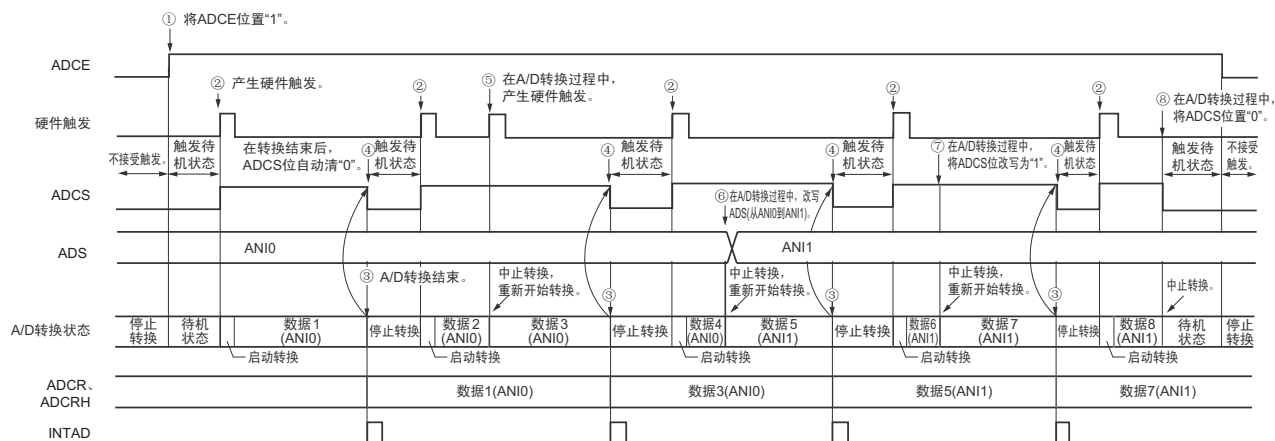 ① 将ADCE位置“1”。
ADCE
② 产生硬件触发。
②
⑤ 在A/D转换过程中，
产生硬件触发。
②
②
②
⑧ 在A/D转换过程中，
将ADCS位置“0”。
硬件触发
不接受触发。
触发待
机状态
在转换结束后，
ADCS位自动清“0”。
④
触发待
机状态
④
触发待
机状态
④
触发待
机状态
⑦ 在A/D转换过程中，
将ADCS位改写为“1”。
④
触发待
机状态
触发待
机状态
不接受
触发。
ADCS
⑥ 在A/D转换过程中，改写
ADS(从ANI0到ANI1)。
ADS
ANI0
ANI1
③ A/D转换结束。
中止转换，
重新开始转换。
③
中止转换，
重新开始转换。
③
中止转换，
重新开始转换。
③
中止转换。
A/D转换状态
停止
转换
待机
状态
数据1
(ANI0)
停止转换
数据2
(ANI0)
数据3
(ANI0)
停止转换
数据4
(ANI0)
数据5
(ANI1)
停止转换
数据6
(ANI1)
数据7
(ANI1)
停止转换
数据8
(ANI1)
待机
状态
停止
转换
启动转换
启动转换
启动转换
启动转换
启动转换
ADCR、
ADCRH
数据1(ANI0)
数据3(ANI0)
数据5(ANI1)
数据7(ANI1)
INTAD